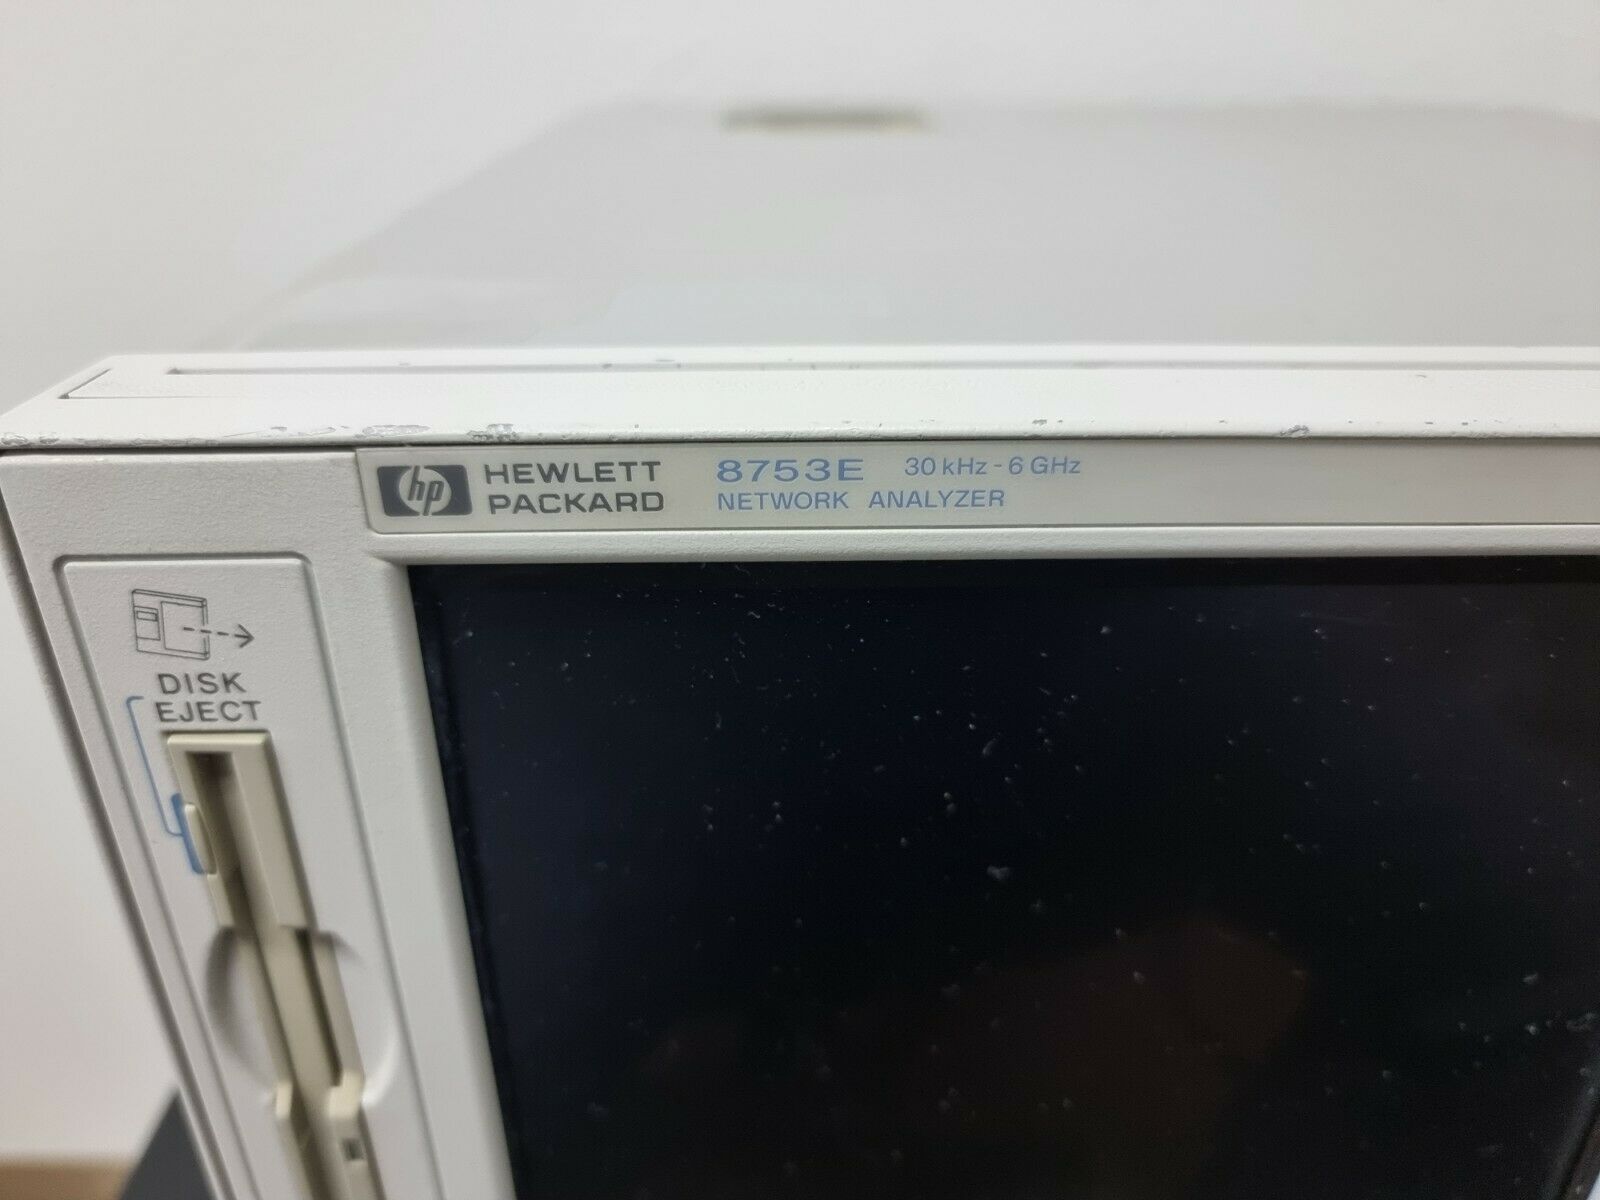 hp HEWLETT PACKARD
8753E 30 kHz - 6 GHz
NETWORK ANALYZER
DISK
EJECT